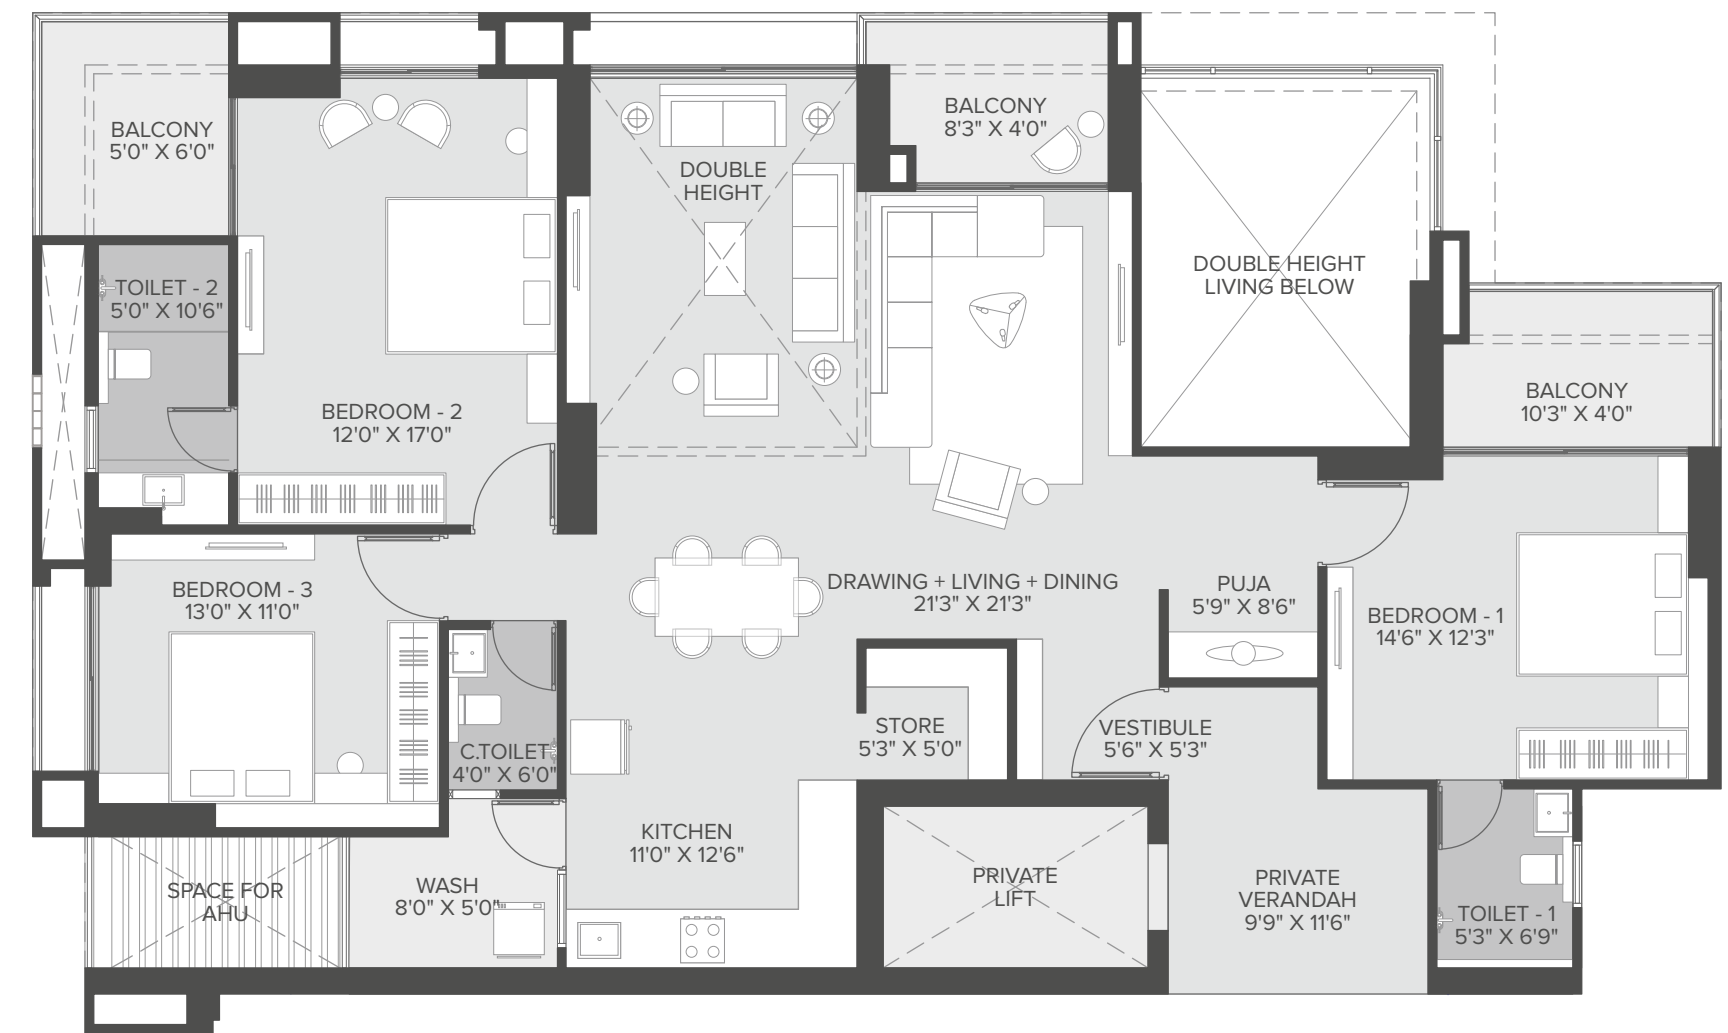 BALCONY
5'0" X 6'0"
BALCONY
8'3" X 4'0"
DOUBLE
HEIGHT
DOUBLE HEIGHT
LIVING BELOW
TOILET - 2
5'0" X 10'6"
BEDROOM - 2
12'0" X 17'0"
BALCONY
10'3" X 4'0"
BEDROOM - 3
13'0" X 11'0"
DRAWING + LIVING + DINING
21'3" X 21'3"
PUJA
5'9" X 8'6"
BEDROOM - 1
14'6" X 12'3"
C.TOILET
4'0" X 6'0"
STORE
5'3" X 5'0"
VESTIBULE
5'6" X 5'3"
KITCHEN
11'0" X 12'6"
SPACE FOR
AHU
WASH
8'0" X 5'0"
PRIVATE
LIFT
PRIVATE
VERANDAH
9'9" X 11'6"
TOILET - 1
5'3" X 6'9"